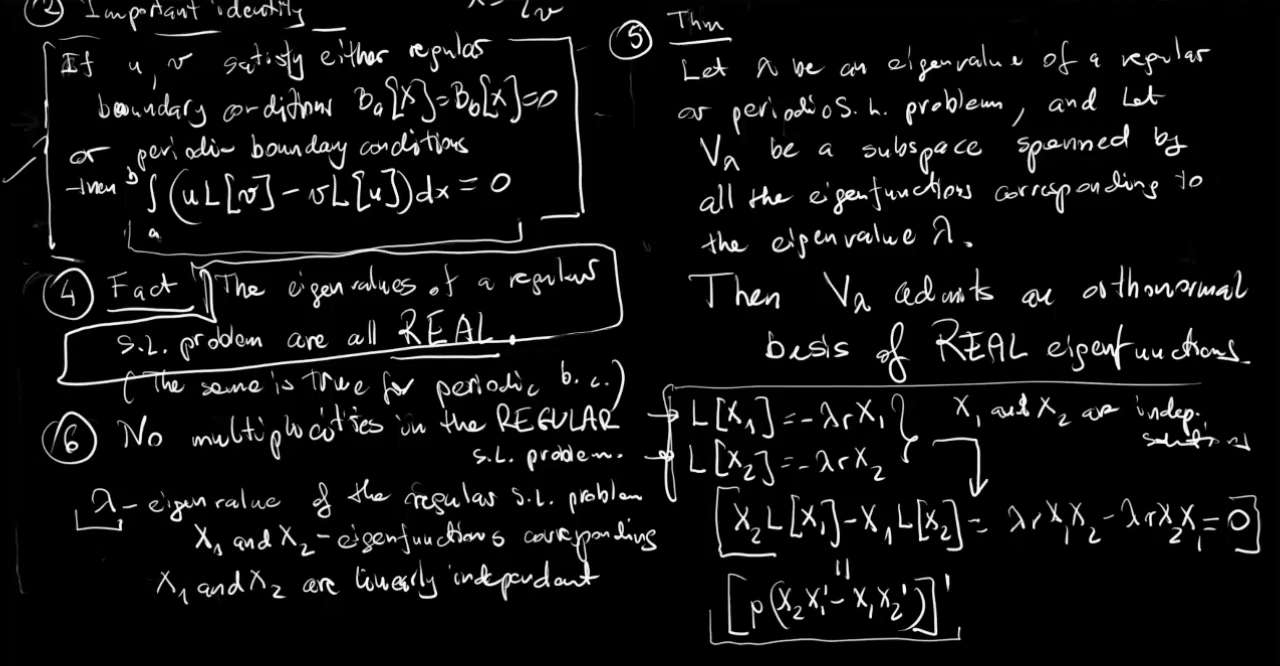 ② Important identity
If u, v satisfy either regular
boundary conditions Ba[X]=Bb[X]=0
or periodic boundary conditions
then ∫_a^b (uL[v] - vL[u])dx = 0
④ Fact The eigenvalues of a regular
S.L. problem are all REAL.
(The same is true for periodic b.c.)
⑥ No multiplicities in the REGULAR
S.L. problem.
λ - eigenvalue of the regular S.L. problem
X₁ and X₂ - eigenfunctions corresponding
X₁ and X₂ are linearly independent
⑤ Thm
Let λ be an eigenvalue of a regular
or periodic S.L. problem, and Let
Vλ be a subspace spanned by
all the eigenfunctions corresponding to
the eigenvalue λ.
Then Vλ admits an orthonormal
basis of REAL eigenfunctions.
→ L[X₁] = -λrX₁ X₁ and X₂ are indep.
solutions
→ L[X₂] = -λrX₂
[X₂L[X₁] - X₁L[X₂] = λrX₁X₂ - λrX₂X₁ = 0]
=
[p(X₂X₁' - X₁X₂')]'